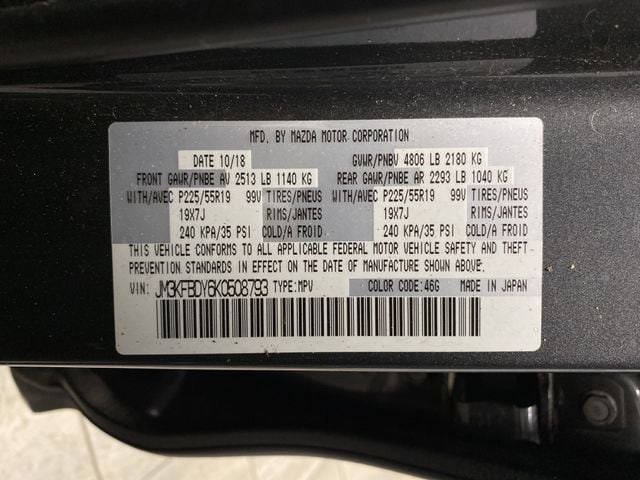 MFD. BY MAZDA MOTOR CORPORATION
DATE 10/18 GVWR/PNBV 4806 LB 2180 KG
FRONT GAWR/PNBE AV 2513 LB 1140 KG REAR GAWR/PNBE AR 2293 LB 1040 KG
WITH/AVEC P225/55R19 99V TIRES/PNEUS WITH/AVEC P225/55R19 99V TIRES/PNEUS
19X7J RIMS/JANTES 19X7J RIMS/JANTES
240 KPA/35 PSI COLD/A FROID 240 KPA/35 PSI COLD/A FROID
THIS VEHICLE CONFORMS TO ALL APPLICABLE FEDERAL MOTOR VEHICLE SAFETY AND THEFT
PREVENTION STANDARDS IN EFFECT ON THE DATE OF MANUFACTURE SHOWN ABOVE.
VIN: JM3KFBDY6K0508793 TYPE:MPV COLOR CODE:46G MADE IN JAPAN